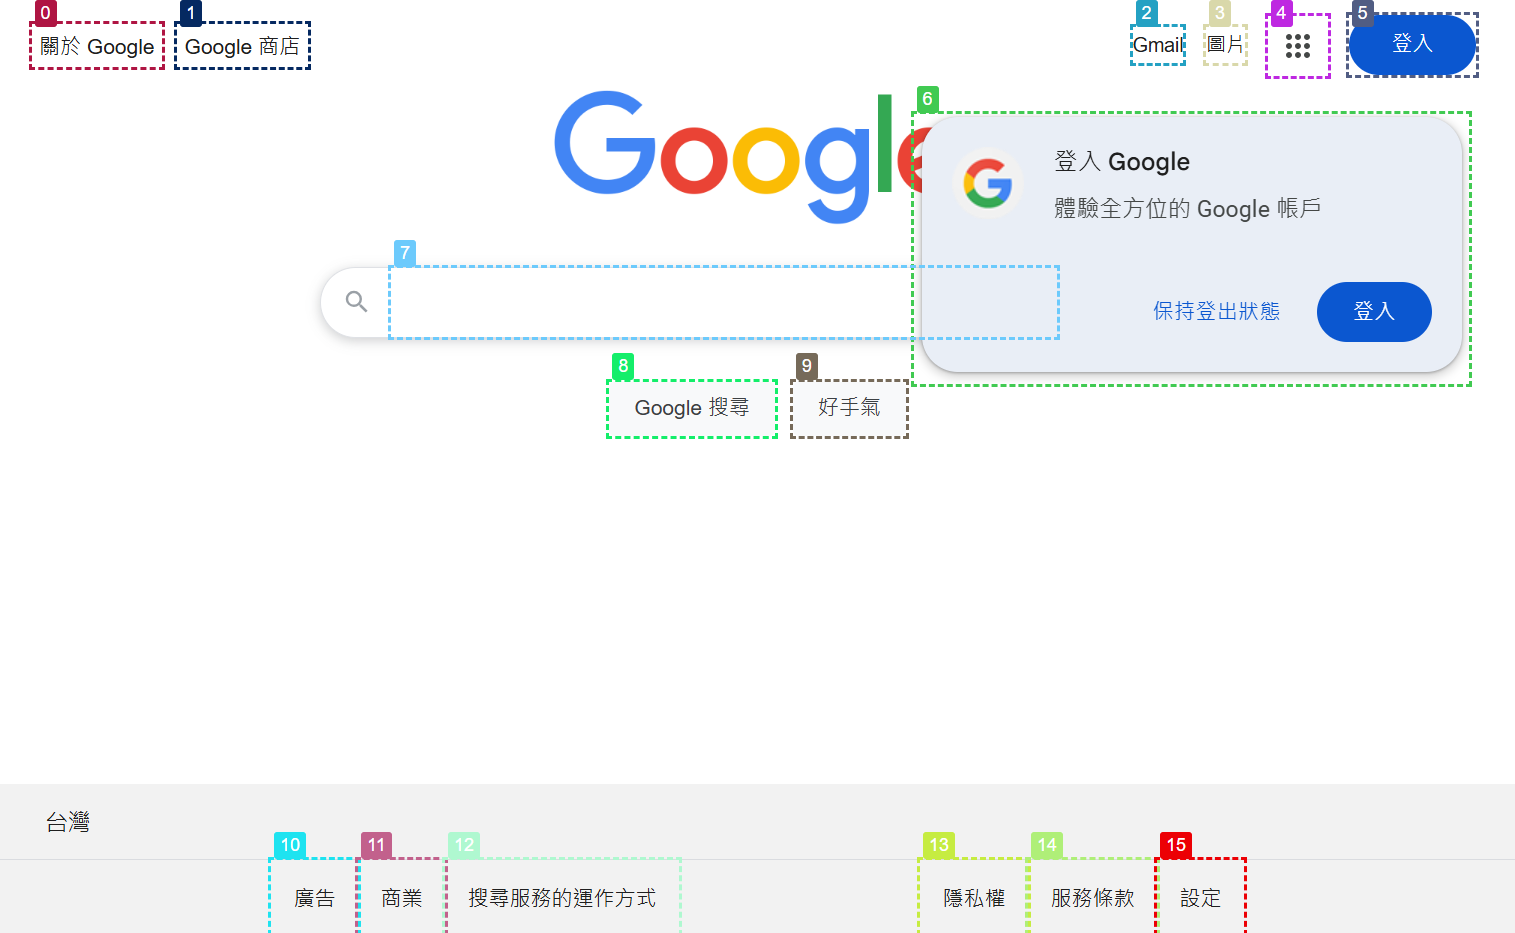 0
1
2
3
4
5
關於 Google
Google 商店
Gmail
圖片
登入
6
Google
登入 Google
體驗全方位的 Google 帳戶
7
保持登出狀態
登入
8
9
Google 搜尋
好手氣
台灣
10
11
12
13
14
15
廣告
商業
搜尋服務的運作方式
隱私權
服務條款
設定